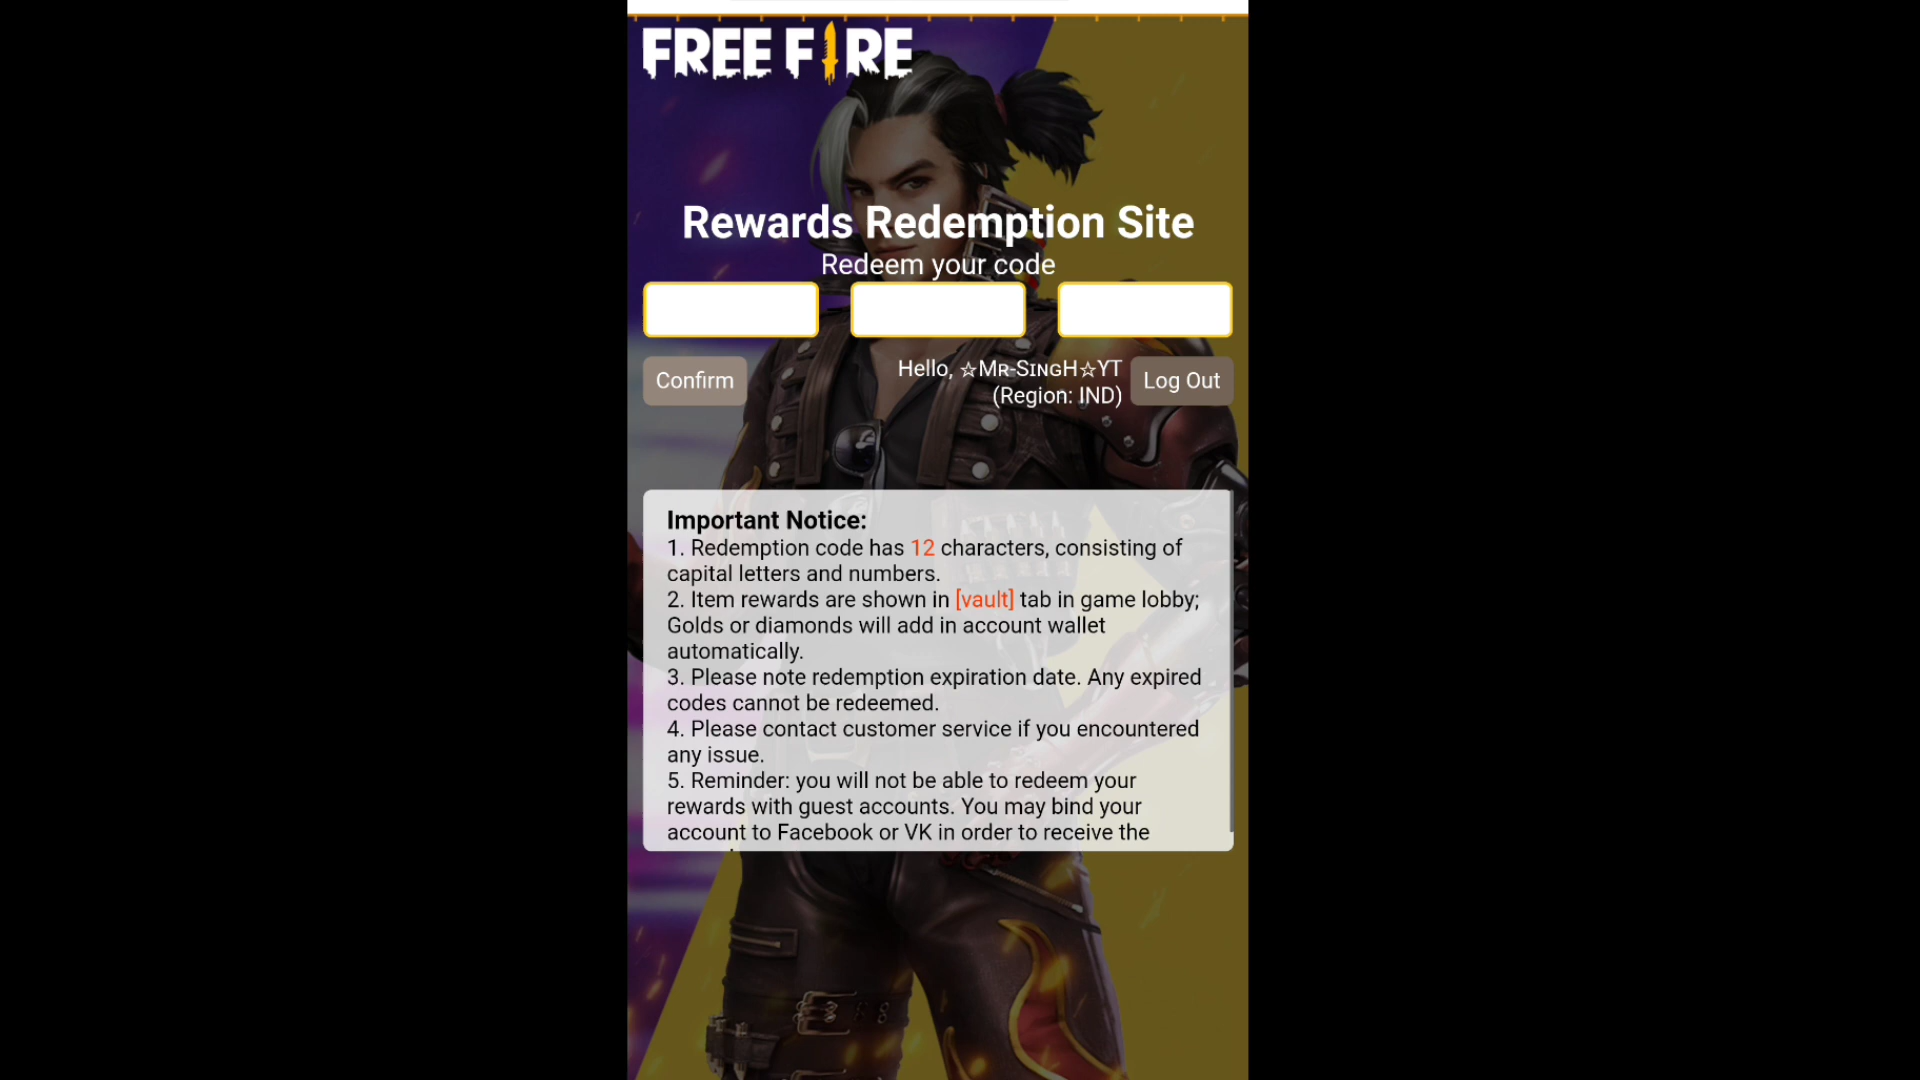 FREE FIRE
Rewards Redemption Site
Redeem your code
Hello, ☆Mʀ-SɪɴɢH☆YT
(Region: IND)
Confirm
Log Out
Important Notice:
1. Redemption code has 12 characters, consisting of
capital letters and numbers.
2. Item rewards are shown in [vault] tab in game lobby;
Golds or diamonds will add in account wallet
automatically.
3. Please note redemption expiration date. Any expired
codes cannot be redeemed.
4. Please contact customer service if you encountered
any issue.
5. Reminder: you will not be able to redeem your
rewards with guest accounts. You may bind your
account to Facebook or VK in order to receive the